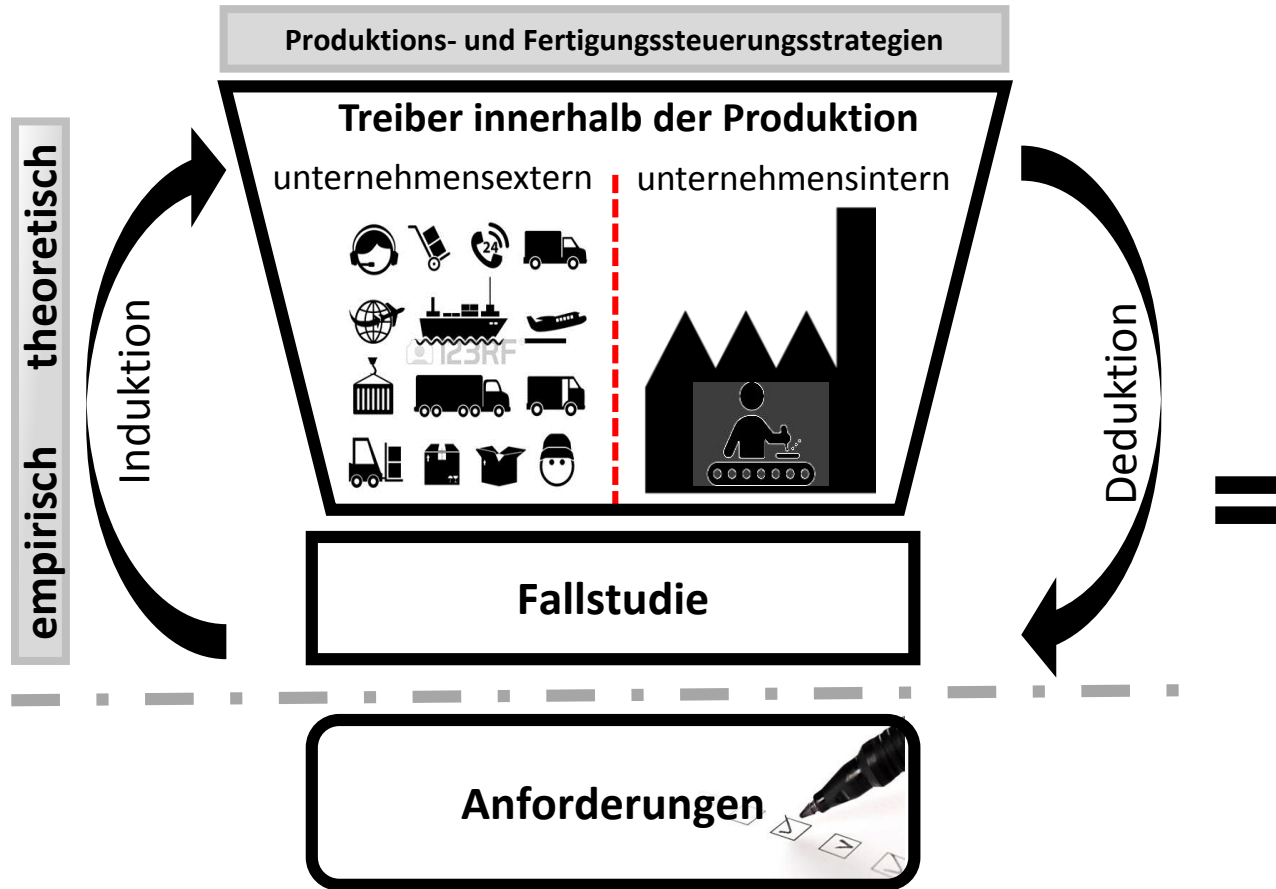 Produktions- und Fertigungssteuerungsstrategien
Treiber innerhalb der Produktion
unternehmensextern
unternehmensintern
24
123RF
theoretisch
empirisch
Induktion
Deduktion
Fallstudie
Anforderungen